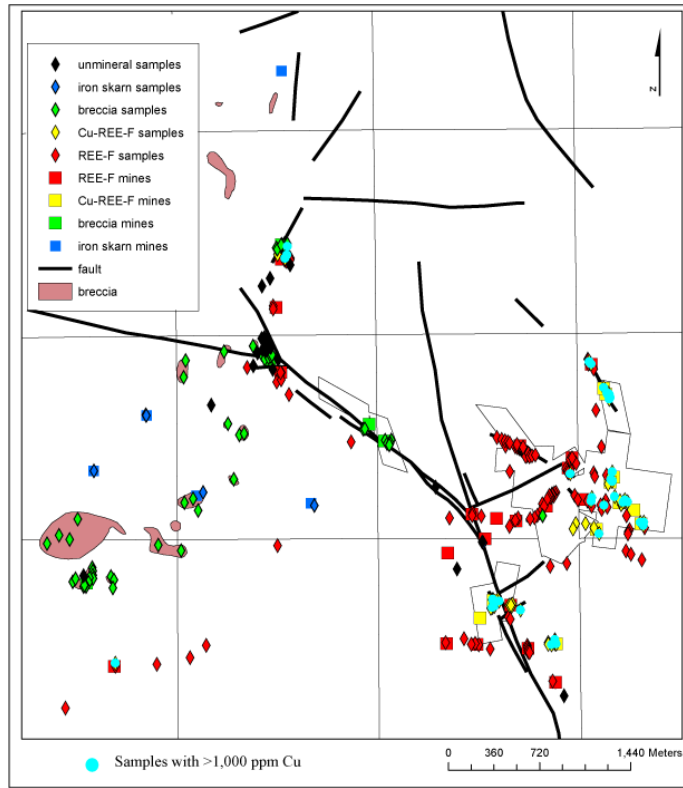 unmineral samples
iron skarn samples
breccia samples
Cu-REE-F samples
REE-F samples
REE-F mines
Cu-REE-F mines
breccia mines
iron skarn mines
fault
breccia
N
Samples with >1,000 ppm Cu
0 360 720 1,440 Meters